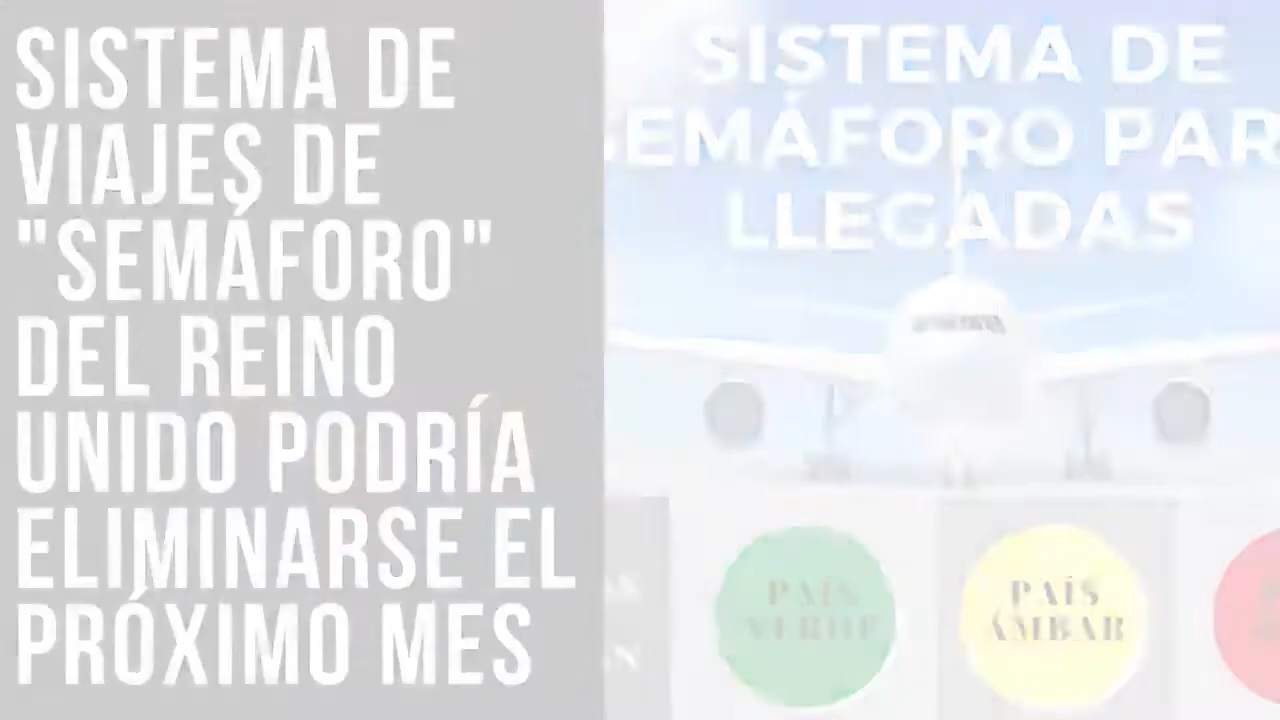 SISTEMA DE
VIAJES DE
"SEMÁFORO"
DEL REINO
UNIDO PODRÍA
ELIMINARSE EL
PRÓXIMO MES
SISTEMA DE
EMÁFORO PAR
LLEGADAS
PAÍS
VERDE
PAÍS
ÁMBAR